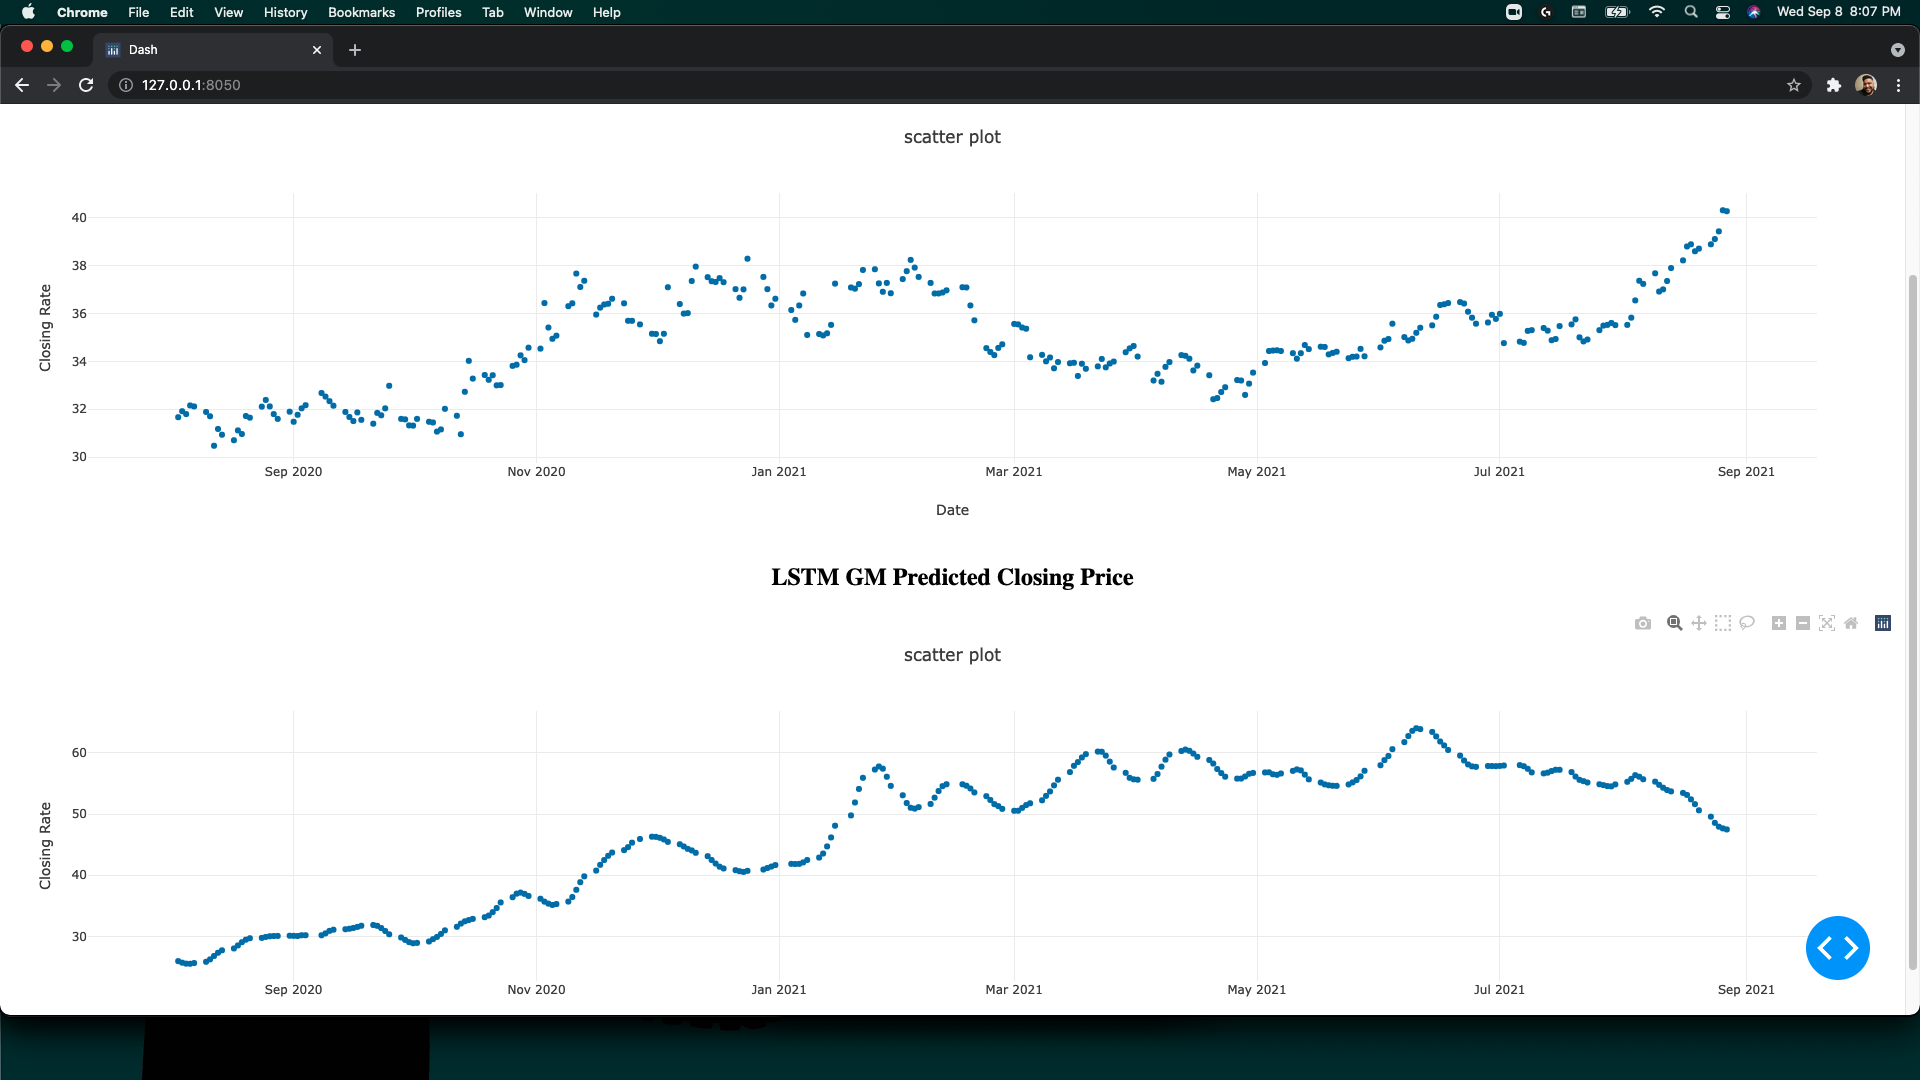 Chrome File Edit View History Bookmarks Profiles Tab Window Help Wed Sep 8 8:07 PM
Dash
127.0.0.1:8050
scatter plot
40
38
36
34
32
30
Closing Rate
Sep 2020 Nov 2020 Jan 2021 Mar 2021 May 2021 Jul 2021 Sep 2021
Date
LSTM GM Predicted Closing Price
scatter plot
60
50
40
30
Closing Rate
Sep 2020 Nov 2020 Jan 2021 Mar 2021 May 2021 Jul 2021 Sep 2021